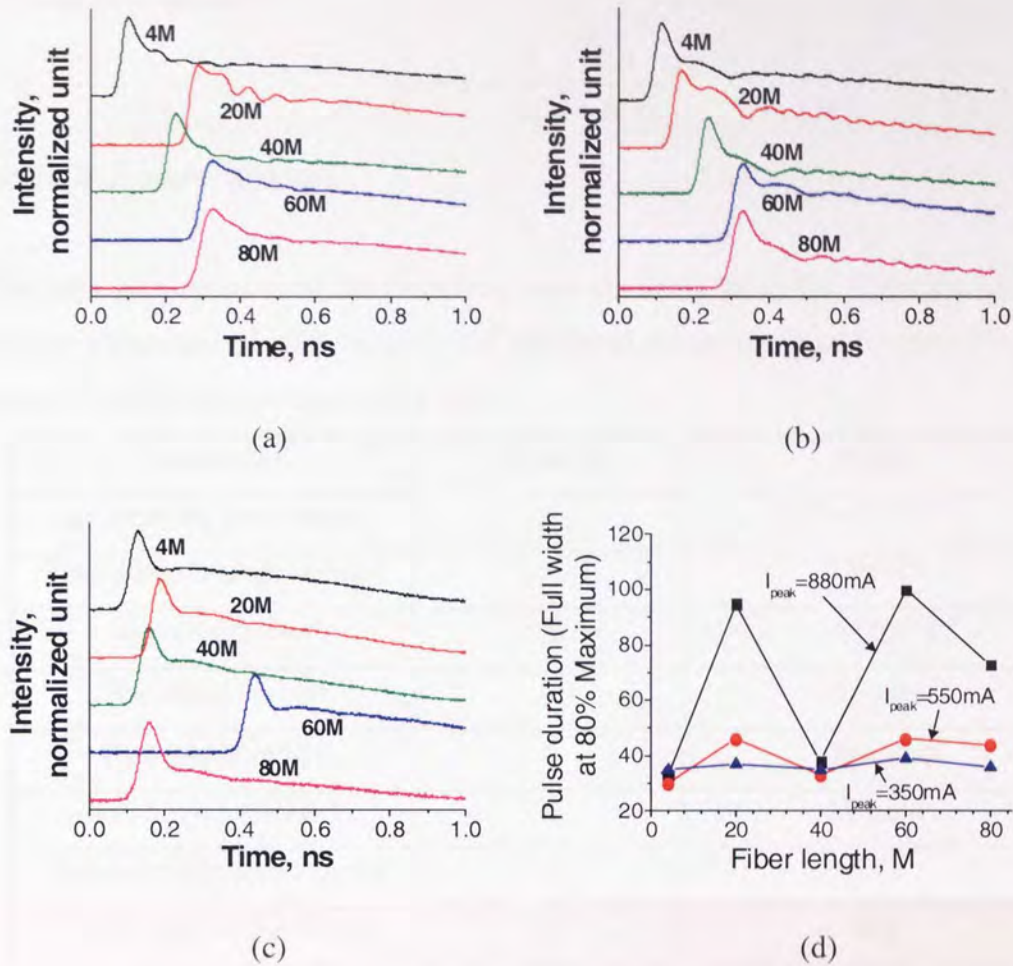 Intensity,
normalized unit
4M
20M
40M
60M
80M
0.0 0.2 0.4 0.6 0.8 1.0
Time, ns
(a)
Intensity,
normalized unit
4M
20M
40M
60M
80M
0.0 0.2 0.4 0.6 0.8 1.0
Time, ns
(b)
Intensity,
normalized unit
4M
20M
40M
60M
80M
0.0 0.2 0.4 0.6 0.8 1.0
Time, ns
(c)
Pulse duration (Full width
at 80% Maximum)
120
100
80
60
40
20
I peak=880mA
I peak=550mA
I peak=350mA
0 20 40 60 80
Fiber length, M
(d)